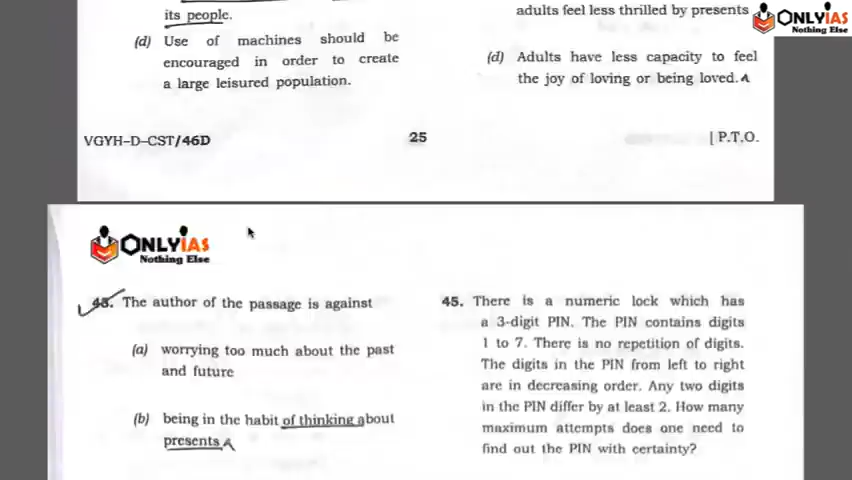 its people.
(d) Use of machines should be
encouraged in order to create
a large leisured population.
adults feel less thrilled by presents
(d) Adults have less capacity to feel
the joy of loving or being loved.
ONLYIAS
Nothing Else
VGYH-D-CST/46D
25
[ P.T.O.
ONLYIAS
Nothing Else
43. The author of the passage is against
(a) worrying too much about the past
and future
(b) being in the habit of thinking about
presents
45. There is a numeric lock which has
a 3-digit PIN. The PIN contains digits
1 to 7. There is no repetition of digits.
The digits in the PIN from left to right
are in decreasing order. Any two digits
in the PIN differ by at least 2. How many
maximum attempts does one need to
find out the PIN with certainty?